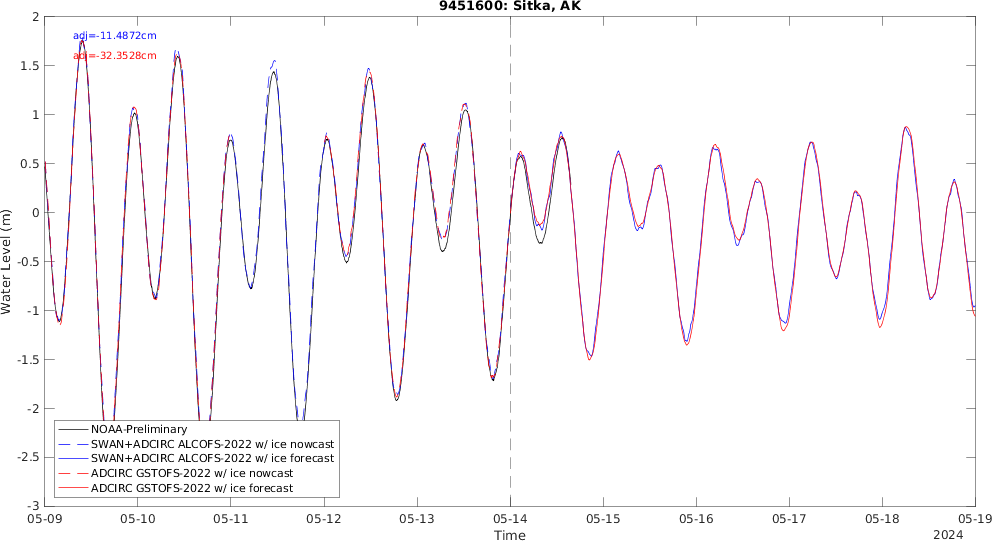 9451600: Sitka, AK
adj=-11.4872cm
adj=-32.3528cm
Water Level (m)
2
1.5
1
0.5
0
-0.5
-1
-1.5
-2
-2.5
-3
NOAA-Preliminary
SWAN+ADCIRC ALCOFS-2022 w/ ice nowcast
SWAN+ADCIRC ALCOFS-2022 w/ ice forecast
ADCIRC GSTOFS-2022 w/ ice nowcast
ADCIRC GSTOFS-2022 w/ ice forecast
05-09 05-10 05-11 05-12 05-13 05-14 05-15 05-16 05-17 05-18 05-19
Time
2024